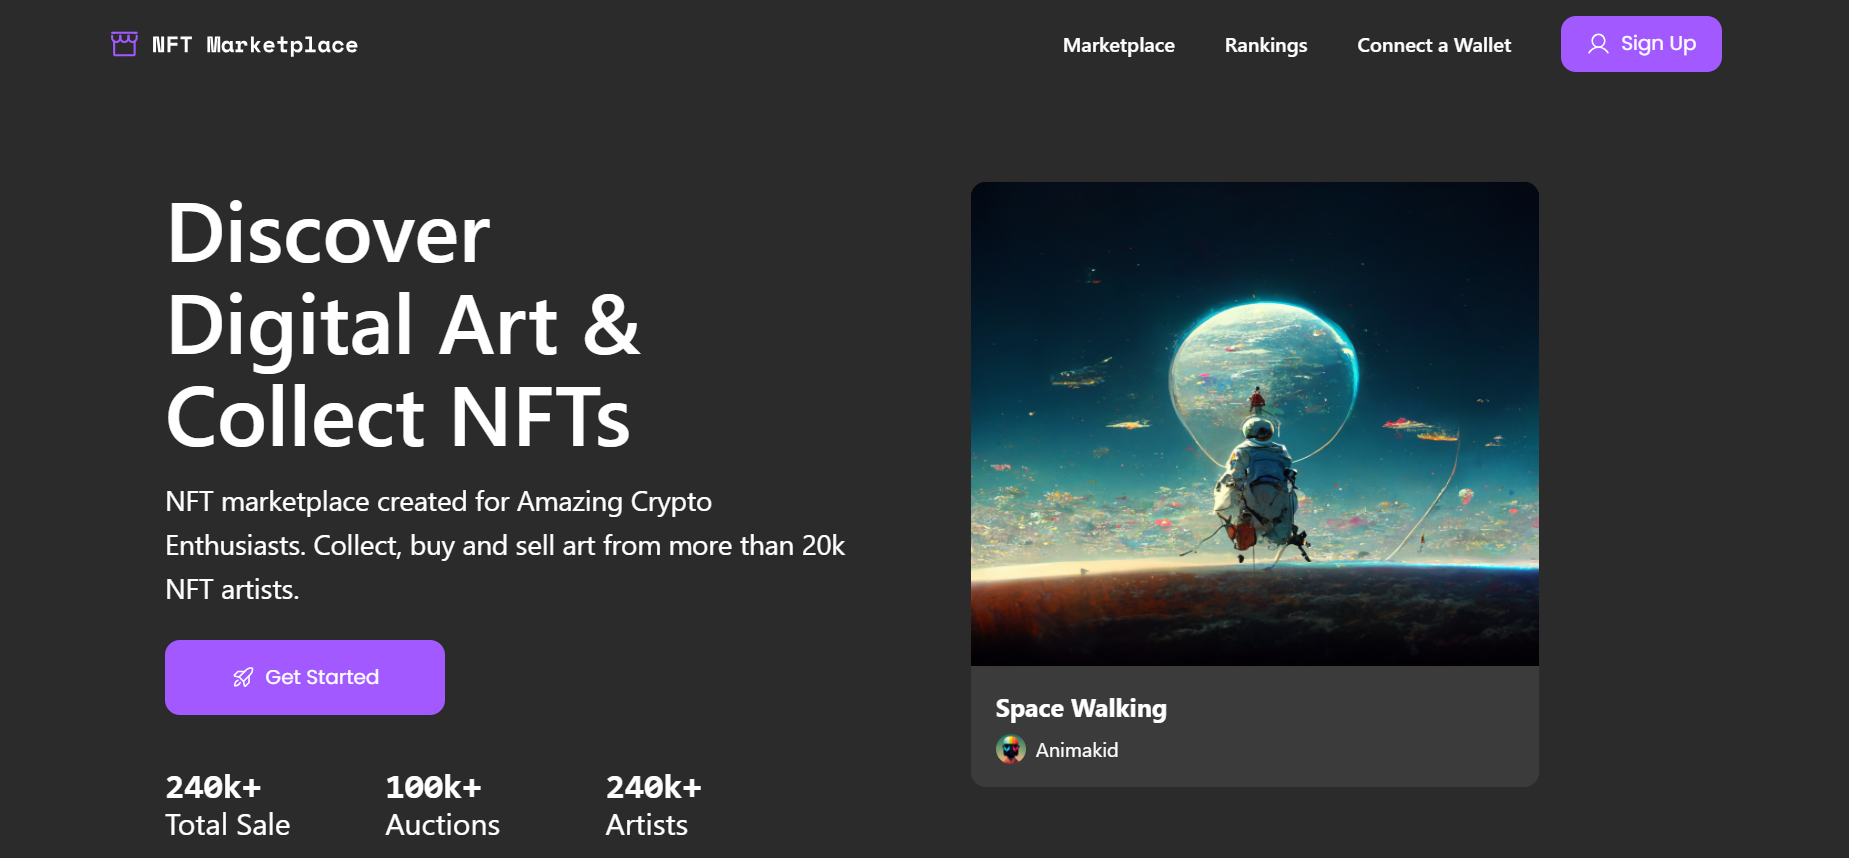 NFT Marketplace
Marketplace
Rankings
Connect a Wallet
Sign Up
Discover
Digital Art &
Collect NFTs
NFT marketplace created for Amazing Crypto
Enthusiasts. Collect, buy and sell art from more than 20k
NFT artists.
Get Started
240k+
Total Sale
100k+
Auctions
240k+
Artists
Space Walking
Animakid